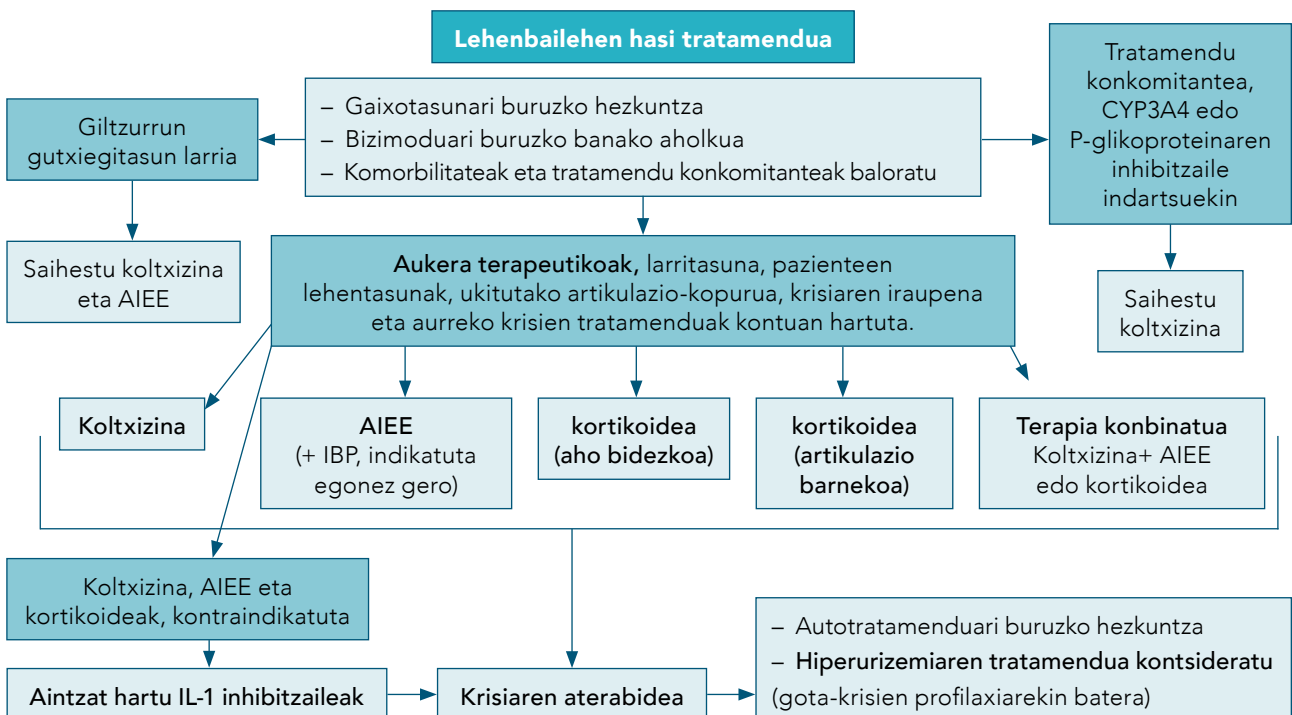 Lehenbailehen hasi tratamendua
– Gaixotasunari buruzko hezkuntza
– Bizimoduari buruzko banako aholkua
– Komorbilitateak eta tratamendu konkomitanteak baloratu
Giltzurrun
gutxiegitasun larria
Saihestu koltxizina
eta AIEE
Tratamendu
konkomitantea,
CYP3A4 edo
P-glikoproteinaren
inhibitzaile
indartsuekin
Saihestu
koltxizina
Aukera terapeutikoak, larritasuna, pazienteen
lehentasunak, ukitutako artikulazio-kopurua, krisiaren iraupena
eta aurreko krisien tratamenduak kontuan hartuta.
Koltxizina
AIEE
(+ IBP, indikatuta
egonez gero)
kortikoidea
(aho bidezkoa)
kortikoidea
(artikulazio
barnekoa)
Terapia konbinatua
Koltxizina+ AIEE
edo kortikoidea
Koltxizina, AIEE eta
kortikoideak, kontraindikatuta
Aintzat hartu IL-1 inhibitzaileak
Krisiaren aterabidea
– Autotratamenduari buruzko hezkuntza
– Hiperurizemiaren tratamendua kontsideratu
(gota-krisien profilaxiarekin batera)